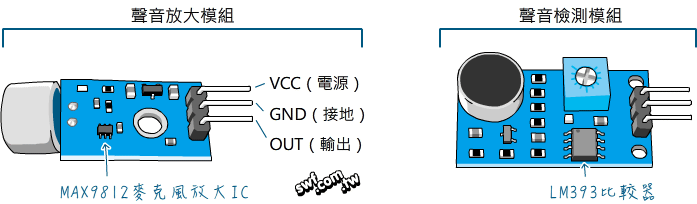 聲音放大模組
聲音檢測模組
VCC（電源）
GND（接地）
OUT（輸出）
MAX9812麥克風放大IC
swf.com.tw
LM393比較器